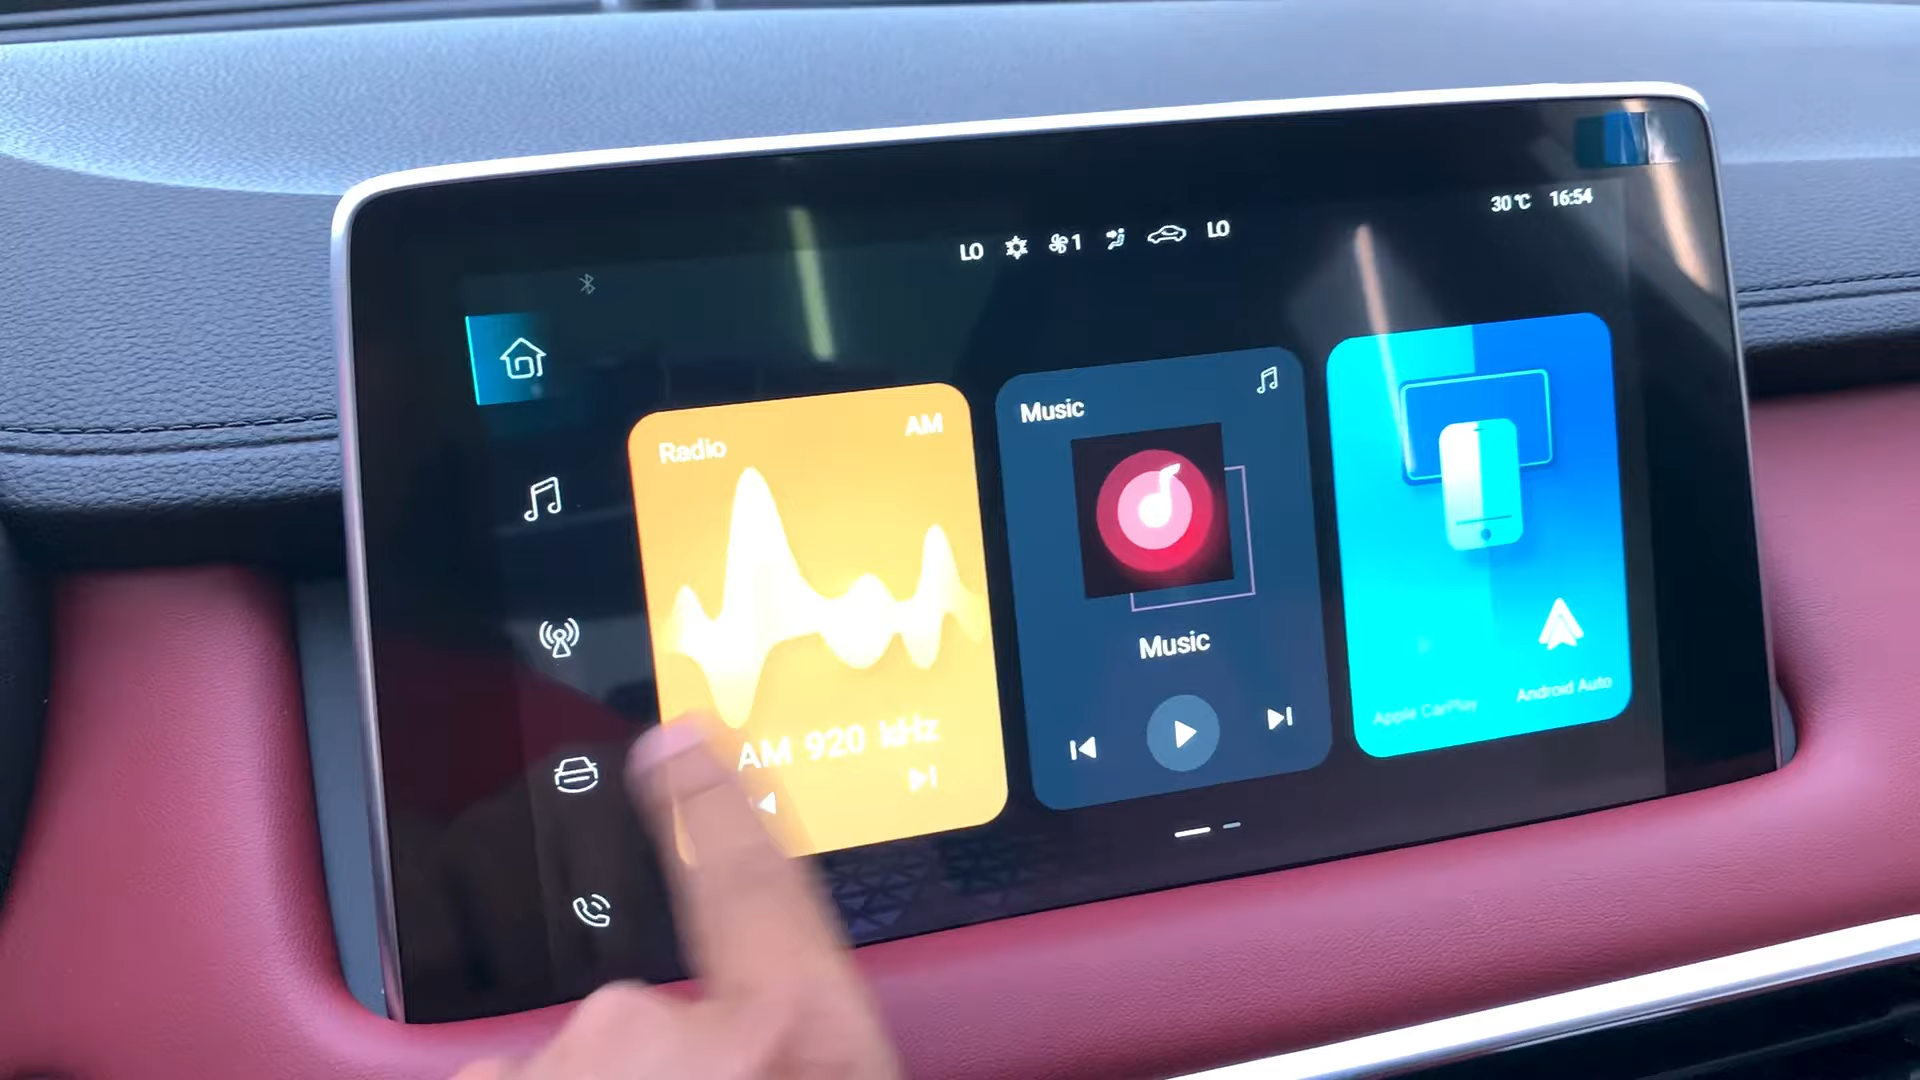 30°C 16:54
LO 1 LO
Radio AM
AM 920 kHz
Music
Music
Apple CarPlay
Android Auto